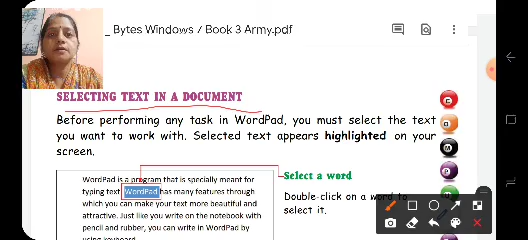 _ Bytes Windows / Book 3 Army.pdf
SELECTING TEXT IN A DOCUMENT
Before performing any task in WordPad, you must select the text
you want to work with. Selected text appears highlighted on your
screen.
WordPad is a program that is specially meant for
typing text. WordPad has many features through
which you can make your text more beautiful and
attractive. Just like you write on the notebook with
pencil and rubber, you can write in WordPad by
using keyboard.
Select a word
Double-click on a word to
select it.